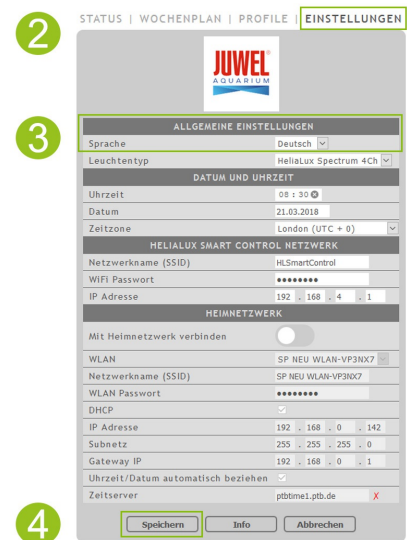 2
STATUS | WOCHENPLAN | PROFILE | EINSTELLUNGEN
JUWEL
AQUARIUM
3
ALLGEMEINE EINSTELLUNGEN
Sprache Deutsch
Leuchtentyp HeliaLux Spectrum 4Ch
DATUM UND UHRZEIT
Uhrzeit 08 : 30
Datum 21.03.2018
Zeitzone London (UTC + 0)
HELIALUX SMART CONTROL NETZWERK
Netzwerkname (SSID) HLSmartControl
WiFi Passwort ●●●●●●●●
IP Adresse 192 . 168 . 4 . 1
HEIMNETZWERK
Mit Heimnetzwerk verbinden
WLAN SP NEU WLAN-VP3NX7
Netzwerkname (SSID) SP NEU WLAN-VP3NX7
WLAN Passwort ●●●●●●●●
DHCP
IP Adresse 192 . 168 . 0 . 142
Subnetz 255 . 255 . 255 . 0
Gateway IP 192 . 168 . 0 . 1
Uhrzeit/Datum automatisch beziehen
Zeitserver ptbtime1.ptb.de X
4
Speichern Info Abbrechen